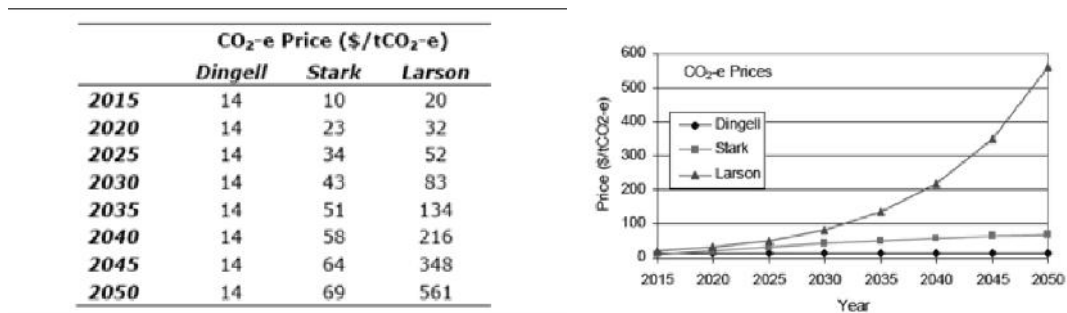 CO₂-e Price ($/tCO₂-e)
Dingell Stark Larson
2015 14 10 20
2020 14 23 32
2025 14 34 52
2030 14 43 83
2035 14 51 134
2040 14 58 216
2045 14 64 348
2050 14 69 561
600
500
400
300
200
100
0
Price ($/tCO2-e)
CO₂-e Prices
Dingell
Stark
Larson
2015 2020 2025 2030 2035 2040 2045 2050
Year